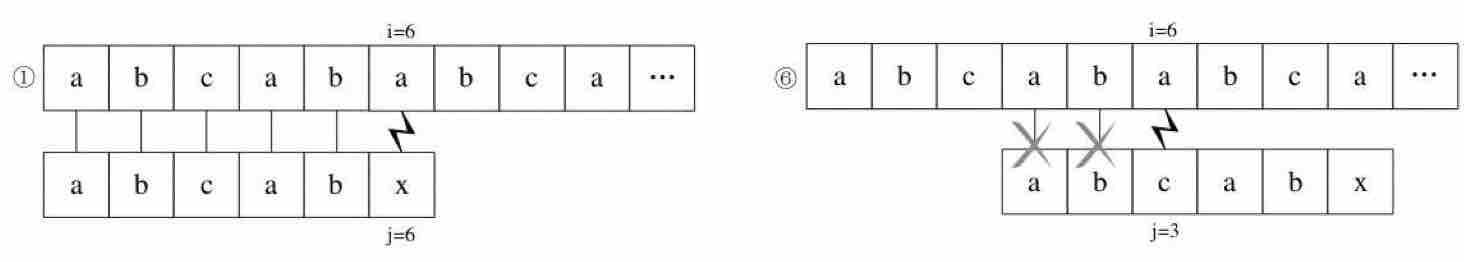 i=6
① a b c a b a b c a ···
a b c a b x
j=6
i=6
⑥ a b c a b a b c a ···
a b c a b x
j=3